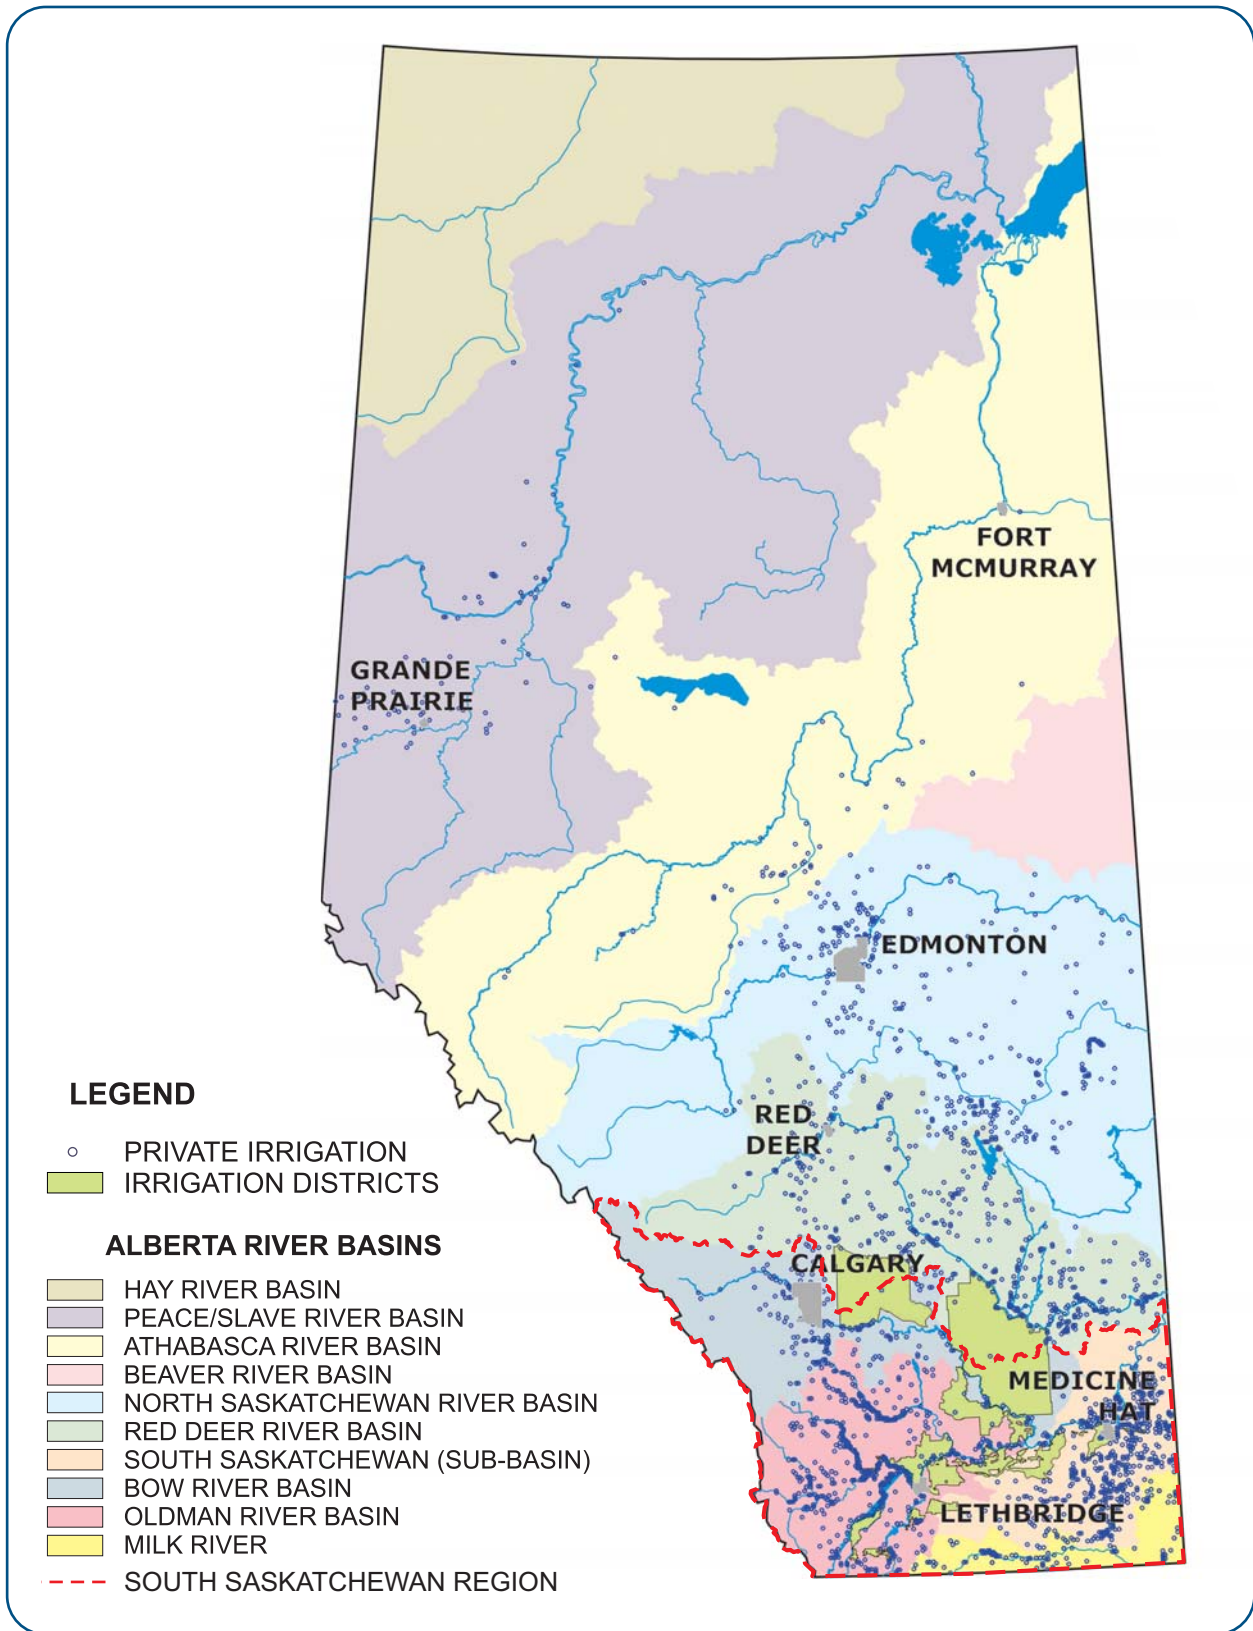 FORT
MCMURRAY
GRANDE
PRAIRIE
EDMONTON
RED
DEER
CALGARY
MEDICINE
HAT
LETHBRIDGE
LEGEND
PRIVATE IRRIGATION
IRRIGATION DISTRICTS
ALBERTA RIVER BASINS
HAY RIVER BASIN
PEACE/SLAVE RIVER BASIN
ATHABASCA RIVER BASIN
BEAVER RIVER BASIN
NORTH SASKATCHEWAN RIVER BASIN
RED DEER RIVER BASIN
SOUTH SASKATCHEWAN (SUB-BASIN)
BOW RIVER BASIN
OLDMAN RIVER BASIN
MILK RIVER
SOUTH SASKATCHEWAN REGION